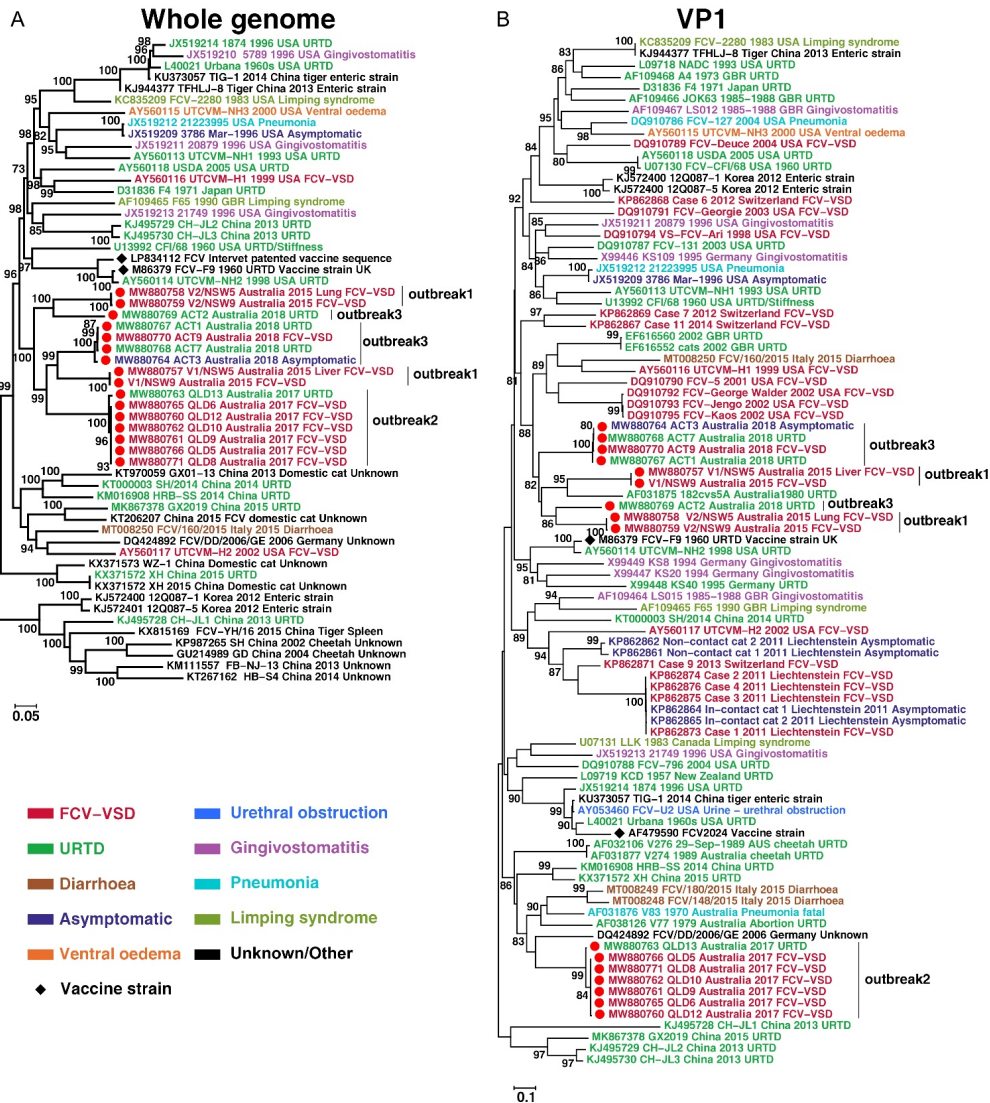 A
Whole genome
JX519214 1874 1996 USA URTD
JX519210 5789 1996 USA Gingivostomatitis
L40021 Urbana 1960s USA URTD
KU373057 TIG-1 2014 China tiger enteric strain
KJ944377 TFHLJ-8 Tiger China 2013 Enteric strain
KC835209 FCV-2280 1983 USA Limping syndrome
AY560115 UTCVM-NH3 2000 USA Ventral oedema
JX519212 21223995 USA Pneumonia
JX519209 3786 Mar-1996 USA Asymptomatic
JX519211 20879 1996 USA Gingivostomatitis
AY560113 UTCVM-NH1 1993 USA URTD
AY560118 USDA 2005 USA URTD
AY560116 UTCVM-H1 1999 USA FCV-VSD
D31836 F4 1971 Japan URTD
AF109465 F65 1990 GBR Limping syndrome
JX519213 21749 1996 USA Gingivostomatitis
KJ495729 CH-JL2 China 2013 URTD
KJ495730 CH-JL3 China 2013 URTD
U13992 CFI/68 1960 USA URTD/Stiffness
LP834112 FCV Intervet patented vaccine sequence
M86379 FCV-F9 1960 URTD Vaccine strain UK
AY560114 UTCVM-NH2 1998 USA URTD
MW880758 V2/NSW5 Australia 2015 Lung FCV-VSD
MW880759 V2/NSW9 Australia 2015 FCV-VSD
outbreak1
MW880769 ACT2 Australia 2018 URTD
outbreak3
MW880767 ACT1 Australia 2018 URTD
MW880770 ACT9 Australia 2018 FCV-VSD
MW880768 ACT7 Australia 2018 URTD
MW880764 ACT3 Australia 2018 Asymptomatic
outbreak3
MW880757 V1/NSW5 Australia 2015 Liver FCV-VSD
V1/NSW9 Australia 2015 FCV-VSD
outbreak1
MW880763 QLD13 Australia 2017 URTD
MW880765 QLD6 Australia 2017 FCV-VSD
MW880760 QLD12 Australia 2017 FCV-VSD
MW880762 QLD10 Australia 2017 FCV-VSD
MW880761 QLD9 Australia 2017 FCV-VSD
MW880766 QLD5 Australia 2017 FCV-VSD
MW880771 QLD8 Australia 2017 FCV-VSD
outbreak2
KT970059 GX01-13 China 2013 Domestic cat Unknown
KT000003 SH/2014 China 2014 URTD
KM016908 HRB-SS 2014 China URTD
MK867378 GX2019 China 2015 URTD
KT206207 China 2015 FCV domestic cat Unknown
MT008250 FCV/160/2015 Italy 2015 Diarrhoea
DQ424892 FCV/DD/2006/GE 2006 Germany Unknown
AY560117 UTCVM-H2 2002 USA FCV-VSD
KX371573 WZ-1 China Domestic cat Unknown
KX371572 XH China 2015 URTD
KX371572 XH 2015 China Domestic cat Unknown
KJ572400 12Q087-1 Korea 2012 Enteric strain
KJ572401 12Q087-5 Korea 2012 Enteric strain
KJ495728 CH-JL1 China 2013 URTD
KX815169 FCV-YH/16 2015 China Tiger Spleen
KP987265 SH China 2002 Cheetah Unknown
GU214989 GD China 2004 Cheetah Unknown
KM111557 FB-NJ-13 China 2013 Unknown
KT267162 HB-S4 China 2014 Unknown
0.05
FCV-VSD
URTD
Diarrhoea
Asymptomatic
Ventral oedema
Vaccine strain
Urethral obstruction
Gingivostomatitis
Pneumonia
Limping syndrome
Unknown/Other
B
VP1
KC835209 FCV-2280 1983 USA Limping syndrome
KJ944377 TFHLJ-8 Tiger China 2013 Enteric strain
L09718 NADC 1993 USA URTD
AF109468 A4 1973 GBR URTD
D31836 F4 1971 Japan URTD
AF109466 JOK63 1985-1988 GBR URTD
AF109467 LS012 1985-1988 GBR Gingivostomatitis
DQ910786 FCV-127 2004 USA Pneumonia
AY560115 UTCVM-NH3 2000 USA Ventral oedema
DQ910789 FCV-Deuce 2004 USA FCV-VSD
AY560118 USDA 2005 USA URTD
U07130 FCV-CFI/68 USA 1960 URTD
KJ572400 12Q087-1 Korea 2012 Enteric strain
KJ572400 12Q087-5 Korea 2012 Enteric strain
KP862868 Case 6 2012 Switzerland FCV-VSD
DQ910791 FCV-Georgie 2003 USA FCV-VSD
JX519211 20879 1996 USA Gingivostomatitis
DQ910794 VS-FCV-Ari 1998 USA FCV-VSD
DQ910787 FCV-131 2003 USA URTD
X99446 KS109 1995 Germany Gingivostomatitis
JX519212 21223995 USA Pneumonia
JX519209 3786 Mar-1996 USA Asymptomatic
AY560113 UTCVM-NH1 1993 USA URTD
U13992 CFI/68 1960 USA URTD/Stiffness
KP862869 Case 7 2012 Switzerland FCV-VSD
KP862867 Case 11 2014 Switzerland FCV-VSD
EF616560 2002 GBR URTD
EF616552 cats 2002 GBR URTD
MT008250 FCV/160/2015 Italy 2015 Diarrhoea
AY560116 UTCVM-H1 1999 USA FCV-VSD
DQ910790 FCV-5 2001 USA FCV-VSD
DQ910792 FCV-George Walder 2002 USA FCV-VSD
DQ910793 FCV-Jengo 2002 USA FCV-VSD
DQ910795 FCV-Kaos 2002 USA FCV-VSD
MW880764 ACT3 Australia 2018 Asymptomatic
MW880768 ACT7 Australia 2018 URTD
MW880770 ACT9 Australia 2018 FCV-VSD
MW880767 ACT1 Australia 2018 URTD
outbreak3
MW880757 V1/NSW5 Australia 2015 Liver FCV-VSD
V1/NSW9 Australia 2015 FCV-VSD
outbreak1
AF031875 182cvs5A Australia1980 URTD
MW880769 ACT2 Australia 2018 URTD
outbreak3
MW880758 V2/NSW5 Australia 2015 Lung FCV-VSD
MW880759 V2/NSW9 Australia 2015 FCV-VSD
outbreak1
M86379 FCV-F9 1960 URTD Vaccine strain UK
AY560114 UTCVM-NH2 1998 USA URTD
X99449 KS8 1994 Germany Gingivostomatitis
X99447 KS20 1994 Germany Gingivostomatitis
X99448 KS40 1995 Germany URTD
AF109464 LS015 1985-1988 GBR Gingivostomatitis
AF109465 F65 1990 GBR Limping syndrome
KT000003 SH/2014 China 2014 URTD
AY560117 UTCVM-H2 2002 USA FCV-VSD
KP862862 Non-contact cat 2 2011 Liechtenstein Asymptomatic
KP862861 Non-contact cat 1 2011 Liechtenstein Asymptomatic
KP862871 Case 9 2013 Switzerland FCV-VSD
KP862874 Case 2 2011 Liechtenstein FCV-VSD
KP862876 Case 4 2011 Liechtenstein FCV-VSD
KP862875 Case 3 2011 Liechtenstein FCV-VSD
KP862864 In-contact cat 1 Liechtenstein 2011 Asymptomatic
KP862865 In-contact cat 2 2011 Liechtenstein Asymptomatic
KP862873 Case 1 2011 Liechtenstein FCV-VSD
U07131 LLK 1983 Canada Limping syndrome
JX519213 21749 1996 USA Gingivostomatitis
DQ910788 FCV-796 2004 USA URTD
L09719 KCD 1957 New Zealand URTD
JX519214 1874 1996 USA URTD
KU373057 TIG-1 2014 China tiger enteric strain
AY053460 FCV-U2 USA Urine - urethral obstruction
L40021 Urbana 1960s USA URTD
AF479590 FCV2024 Vaccine strain
AF032106 V276 29-Sep-1989 AUS cheetah URTD
AF031877 V274 1989 Australia cheetah URTD
KM016908 HRB-SS 2014 China URTD
KX371572 XH China 2015 URTD
MT008249 FCV/180/2015 Italy 2015 Diarrhoea
MT008248 FCV/148/2015 Italy 2015 Diarrhoea
AF031876 V83 1970 Australia Pneumonia fatal
AF038126 V77 1979 Australia Abortion URTD
DQ424892 FCV/DD/2006/GE 2006 Germany Unknown
MW880763 QLD13 Australia 2017 URTD
MW880766 QLD5 Australia 2017 FCV-VSD
MW880771 QLD8 Australia 2017 FCV-VSD
MW880762 QLD10 Australia 2017 FCV-VSD
MW880761 QLD9 Australia 2017 FCV-VSD
MW880765 QLD6 Australia 2017 FCV-VSD
MW880760 QLD12 Australia 2017 FCV-VSD
outbreak2
KJ495728 CH-JL1 China 2013 URTD
MK867378 GX2019 China 2015 URTD
KJ495729 CH-JL2 China 2013 URTD
KJ495730 CH-JL3 China 2013 URTD
0.1